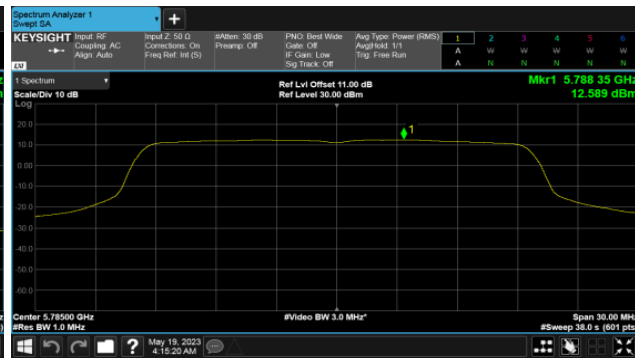 Spectrum Analyzer 1
Swept SA
+
KEYSIGHT
Input: RF
Coupling: AC
Align: Auto
Input Z: 50 Ω
Corrections: On
Freq Ref: Int (S)
#Atten: 30 dB
Preamp: Off
PNO: Best Wide
Gate: Off
IF Gain: Low
Sig Track: Off
Avg Type: Power (RMS)
Avg|Hold: 1/1
Trig: Free Run
1 2 3 4 5 6
A W W W W W
A N N N N N
LXI
1 Spectrum
Scale/Div 10 dB
Ref Lvl Offset 11.00 dB
Ref Level 30.00 dBm
Mkr1 5.788 35 GHz
12.589 dBm
Log
20.0
10.0
0.00
-10.0
-20.0
-30.0
-40.0
-50.0
-60.0
1
Center 5.78500 GHz
#Res BW 1.0 MHz
#Video BW 3.0 MHz*
Span 30.00 MHz
#Sweep 38.0 s (601 pts)
?
May 19, 2023
4:15:20 AM